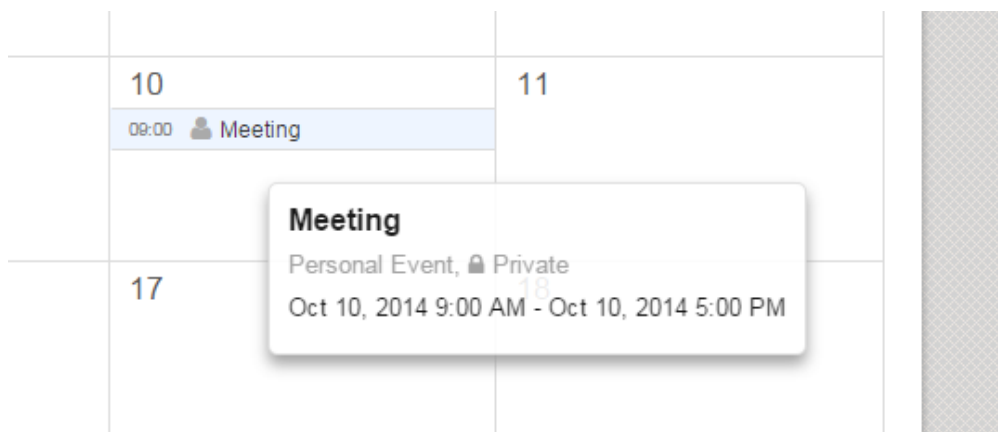 10
11
09:00 Meeting
Meeting
Personal Event, Private
17
18
Oct 10, 2014 9:00 AM - Oct 10, 2014 5:00 PM